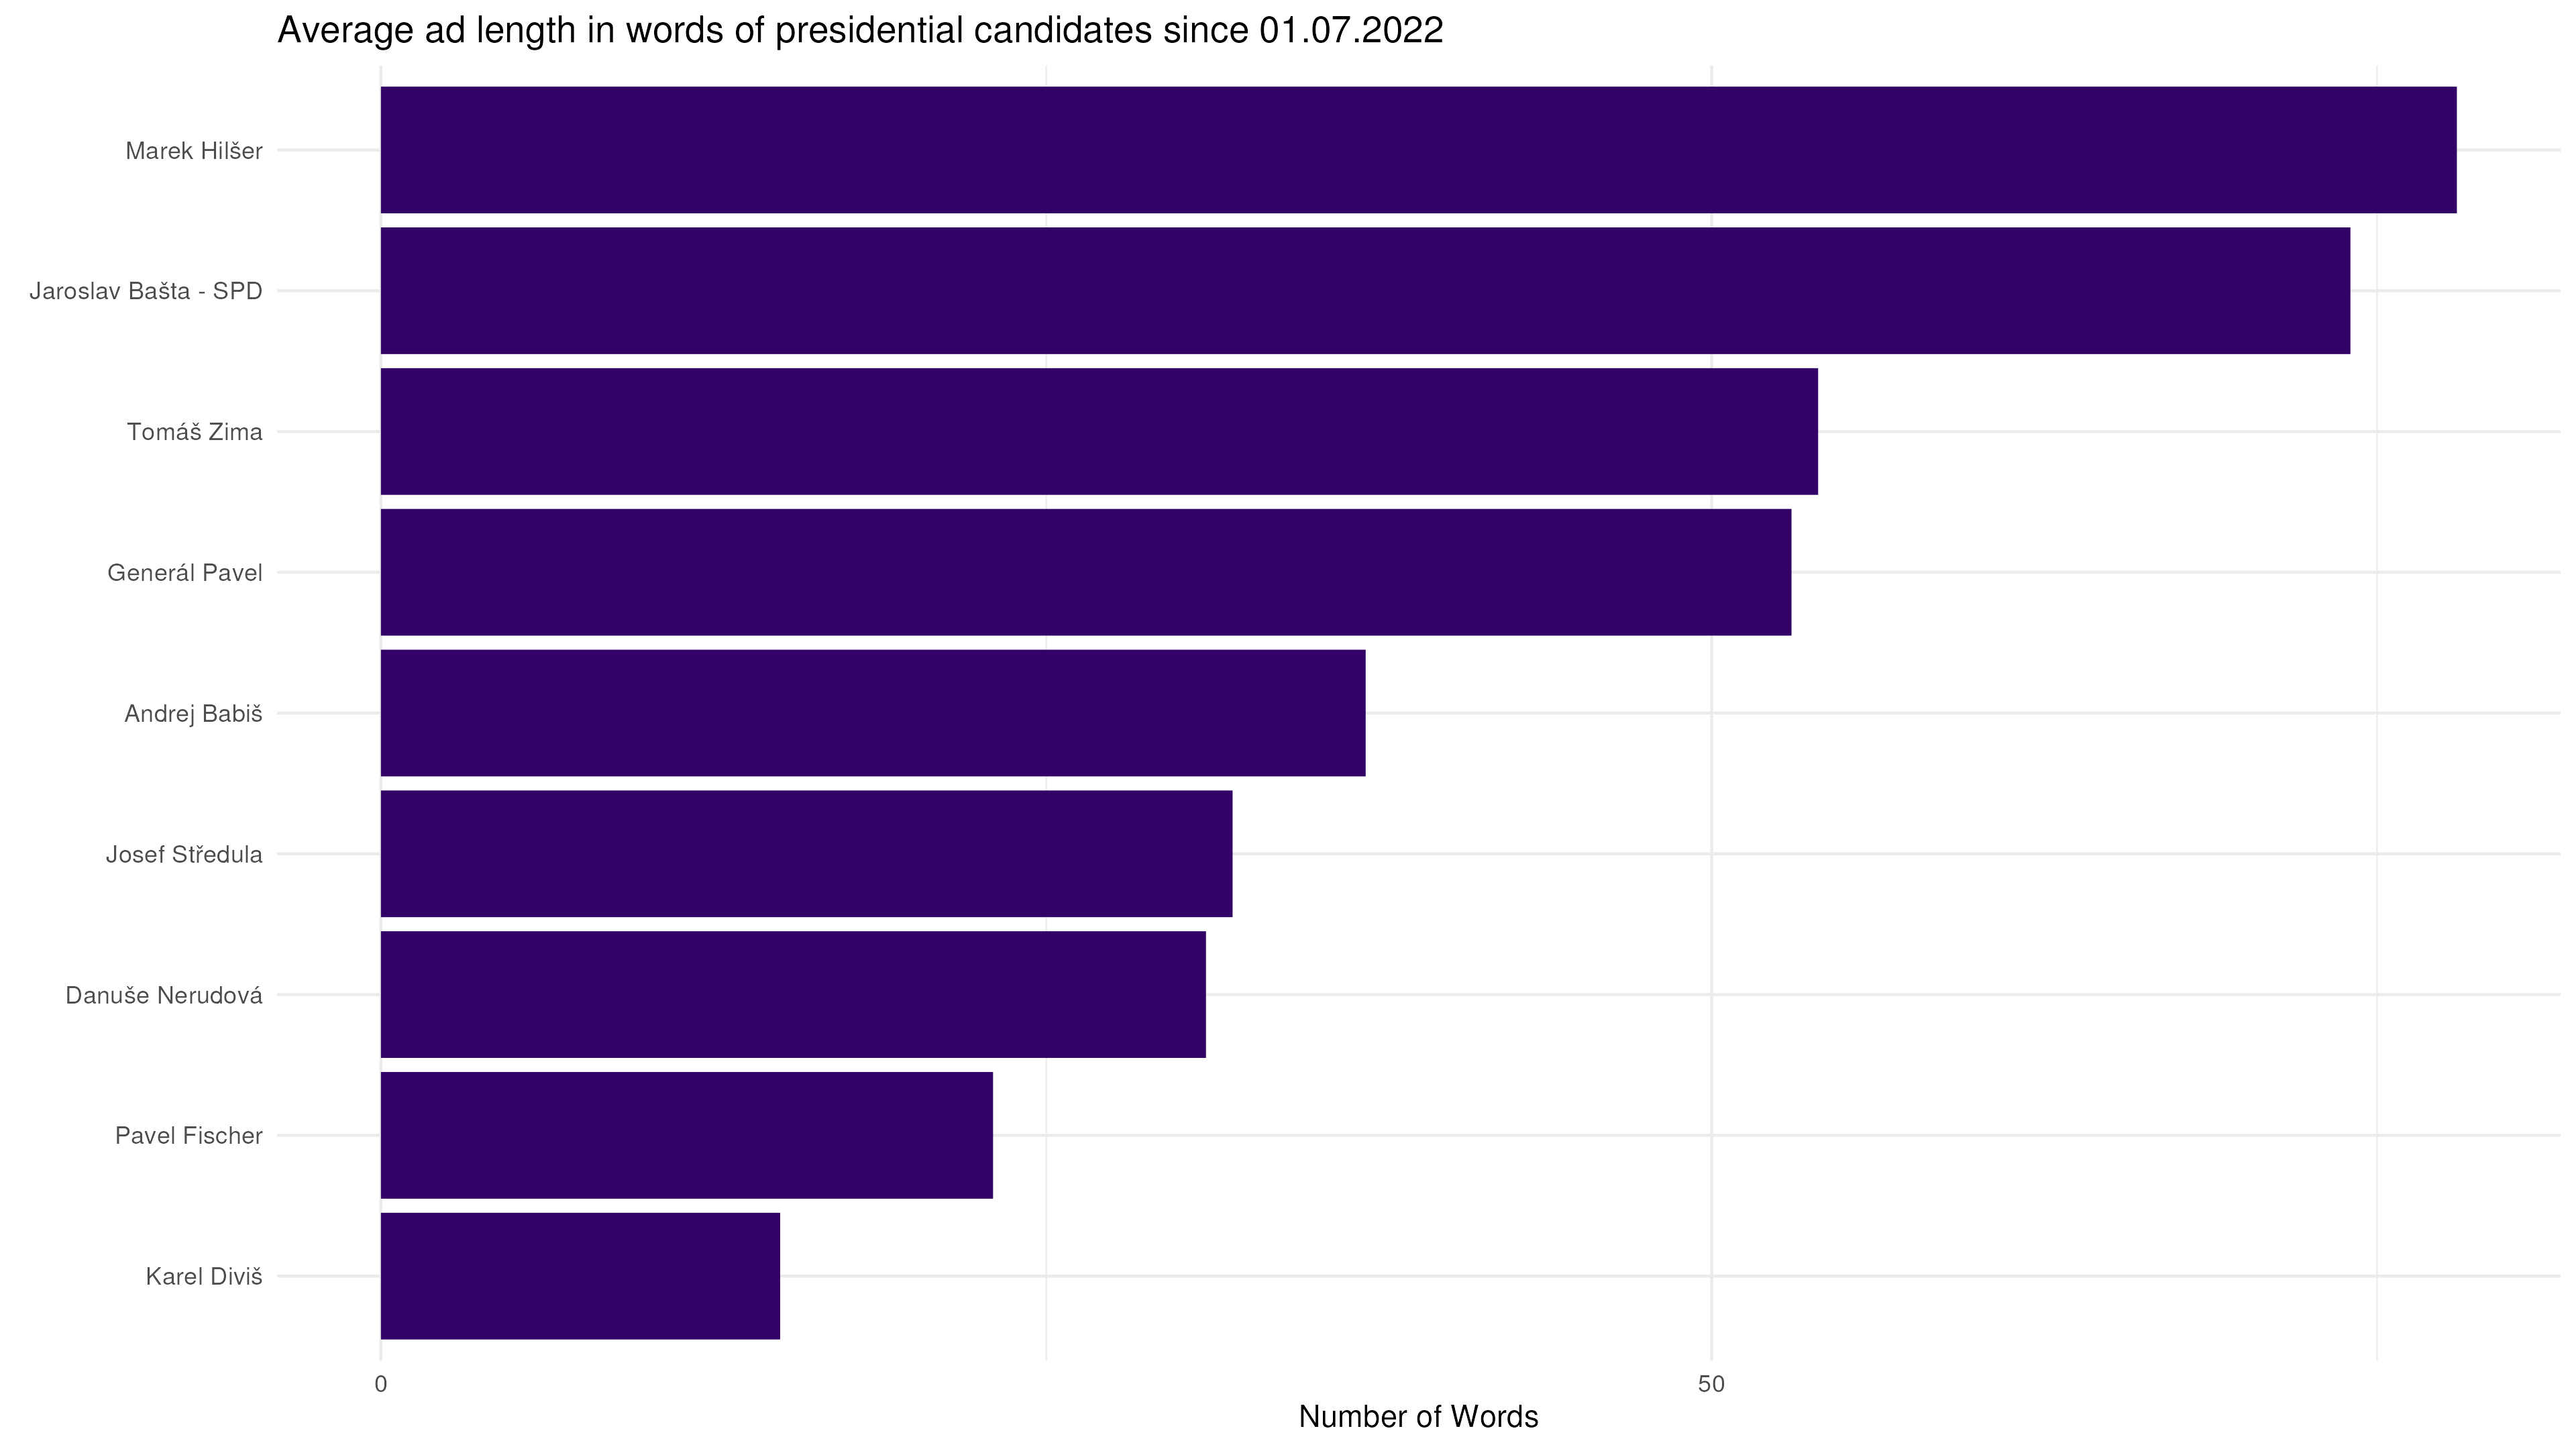 Average ad length in words of presidential candidates since 01.07.2022
Marek Hilšer
Jaroslav Bašta - SPD
Tomáš Zima
Generál Pavel
Andrej Babiš
Josef Středula
Danuše Nerudová
Pavel Fischer
Karel Diviš
0
50
Number of Words